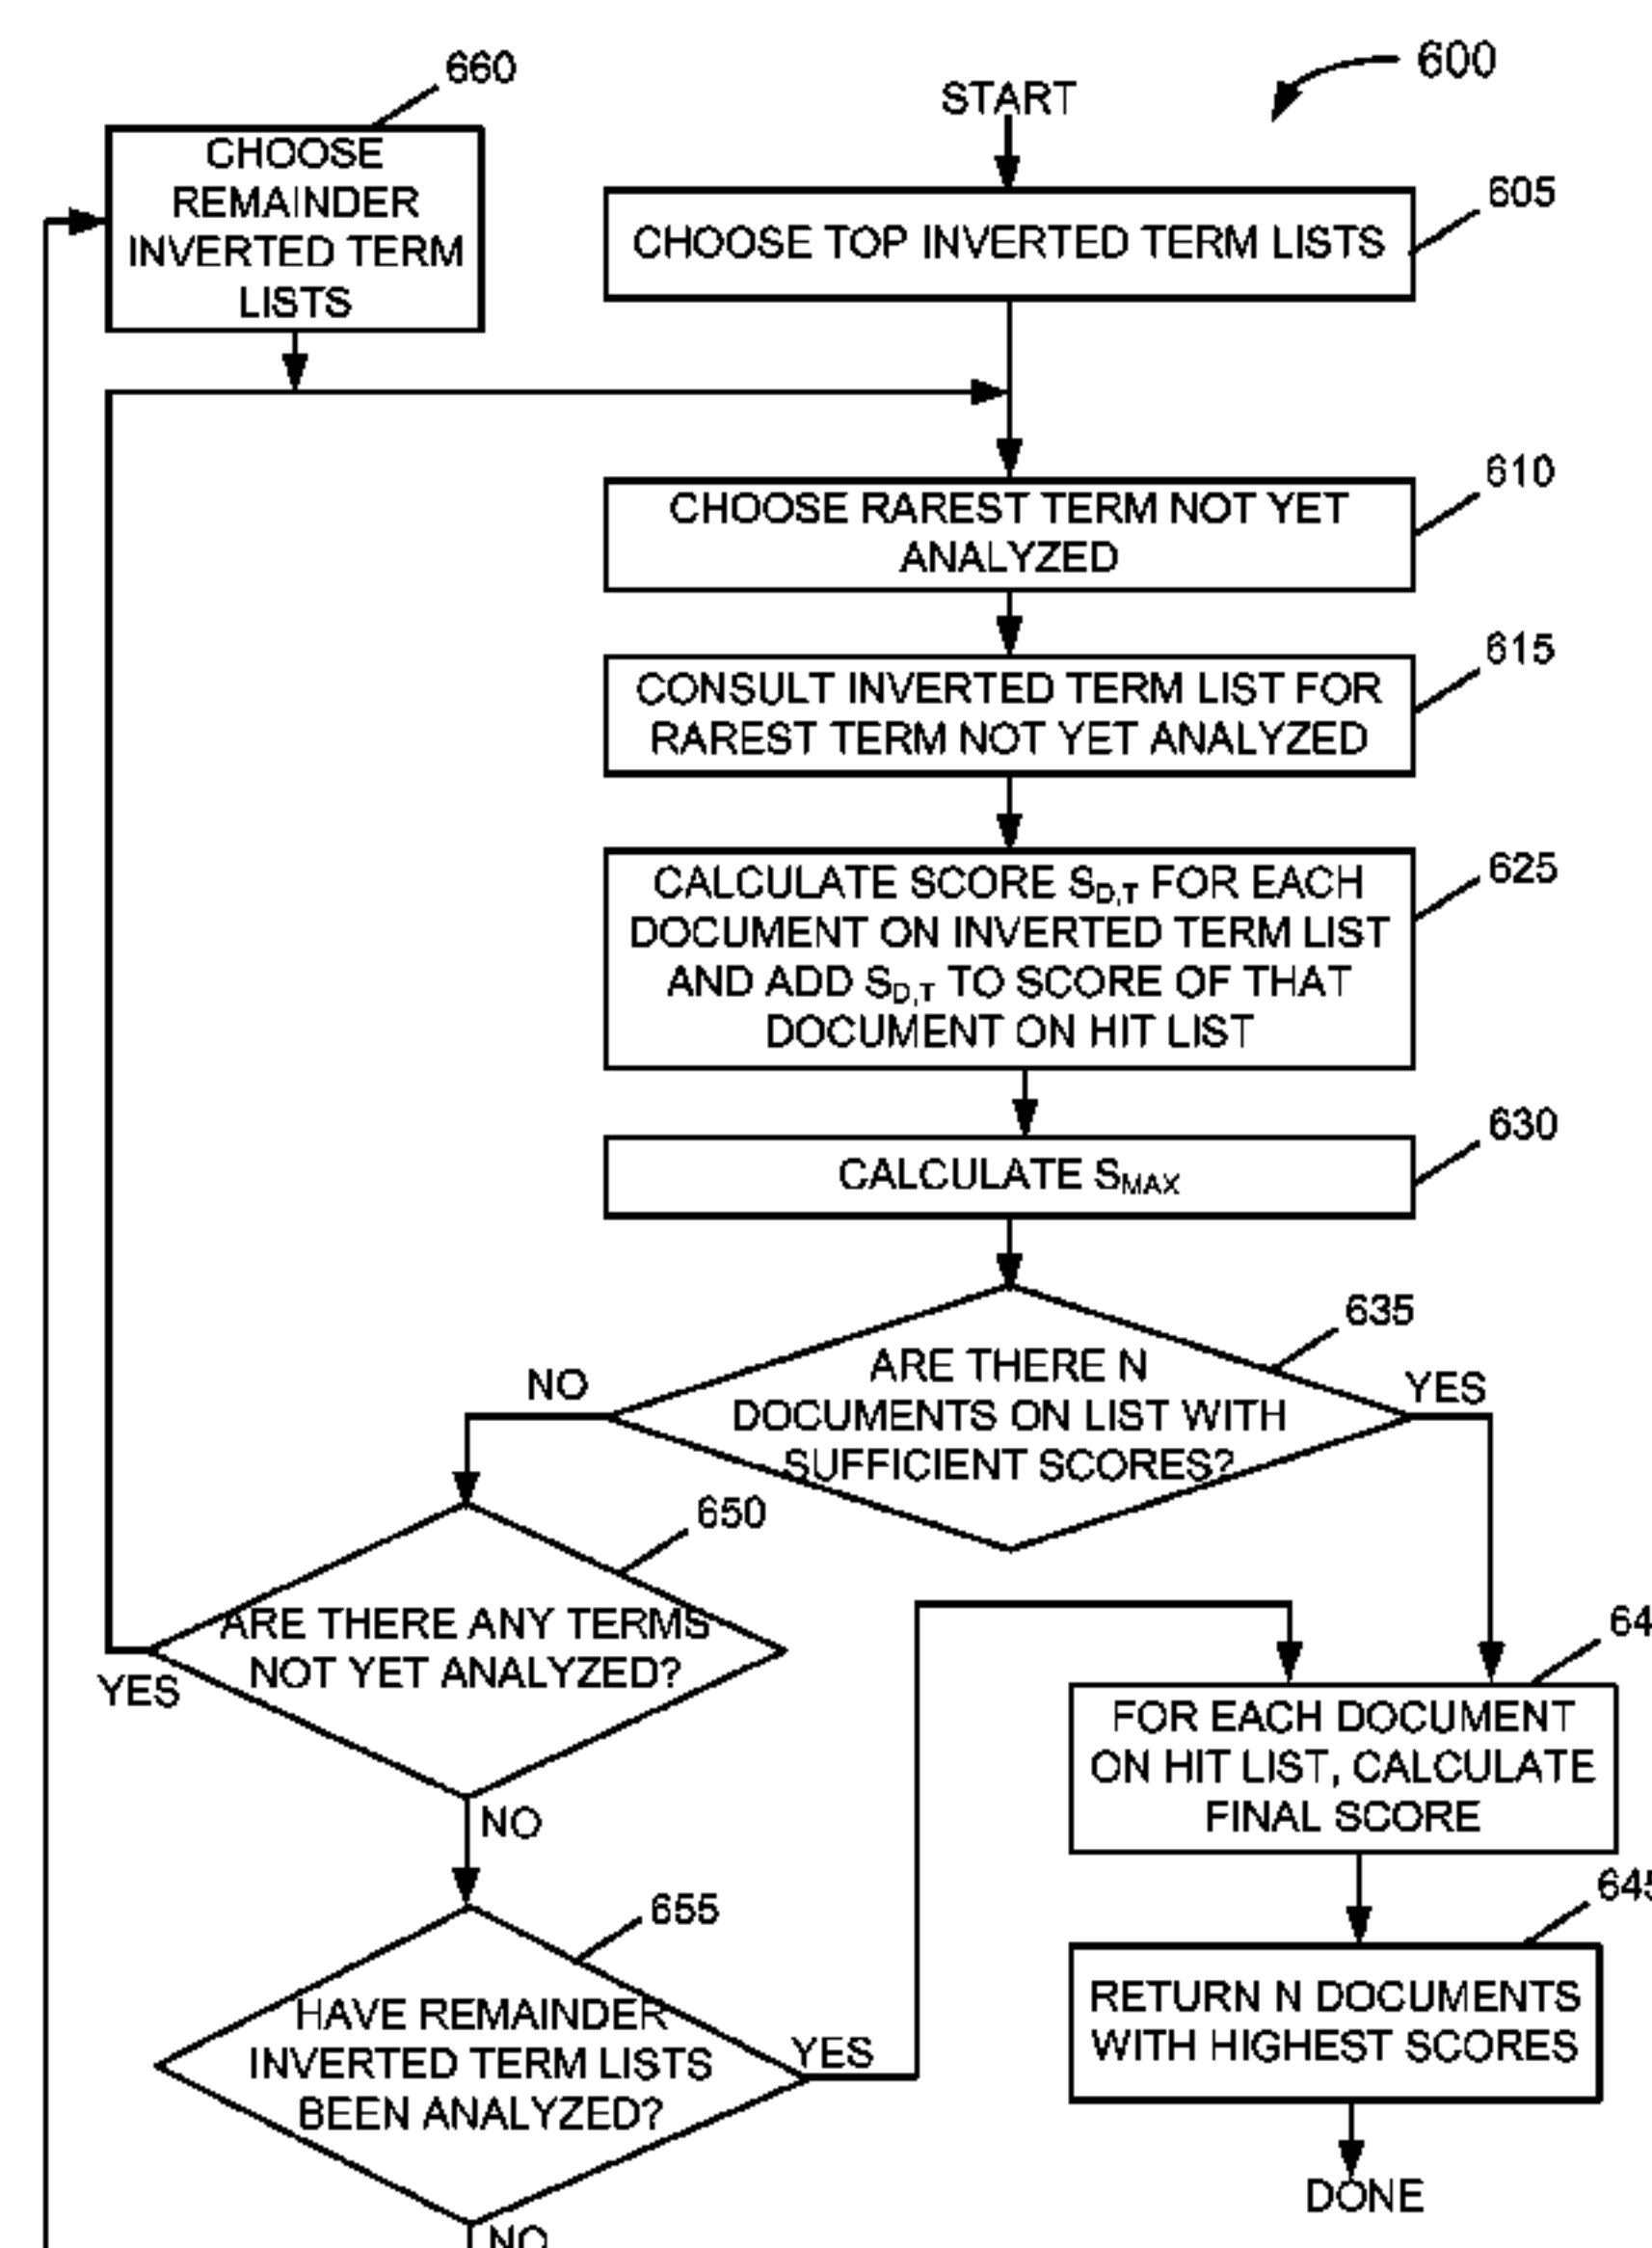 660
600
START
CHOOSE
REMAINDER
INVERTED TERM
LISTS
605
CHOOSE TOP INVERTED TERM LISTS
610
CHOOSE RAREST TERM NOT YET
ANALYZED
615
CONSULT INVERTED TERM LIST FOR
RAREST TERM NOT YET ANALYZED
625
CALCULATE SCORE S_D,T FOR EACH
DOCUMENT ON INVERTED TERM LIST
AND ADD S_D,T TO SCORE OF THAT
DOCUMENT ON HIT LIST
630
CALCULATE S_MAX
635
ARE THERE N
DOCUMENTS ON LIST WITH
SUFFICIENT SCORES?
NO
YES
650
ARE THERE ANY TERMS
NOT YET ANALYZED?
YES
NO
64
FOR EACH DOCUMENT
ON HIT LIST, CALCULATE
FINAL SCORE
655
HAVE REMAINDER
INVERTED TERM LISTS
BEEN ANALYZED?
YES
NO
645
RETURN N DOCUMENTS
WITH HIGHEST SCORES
DONE